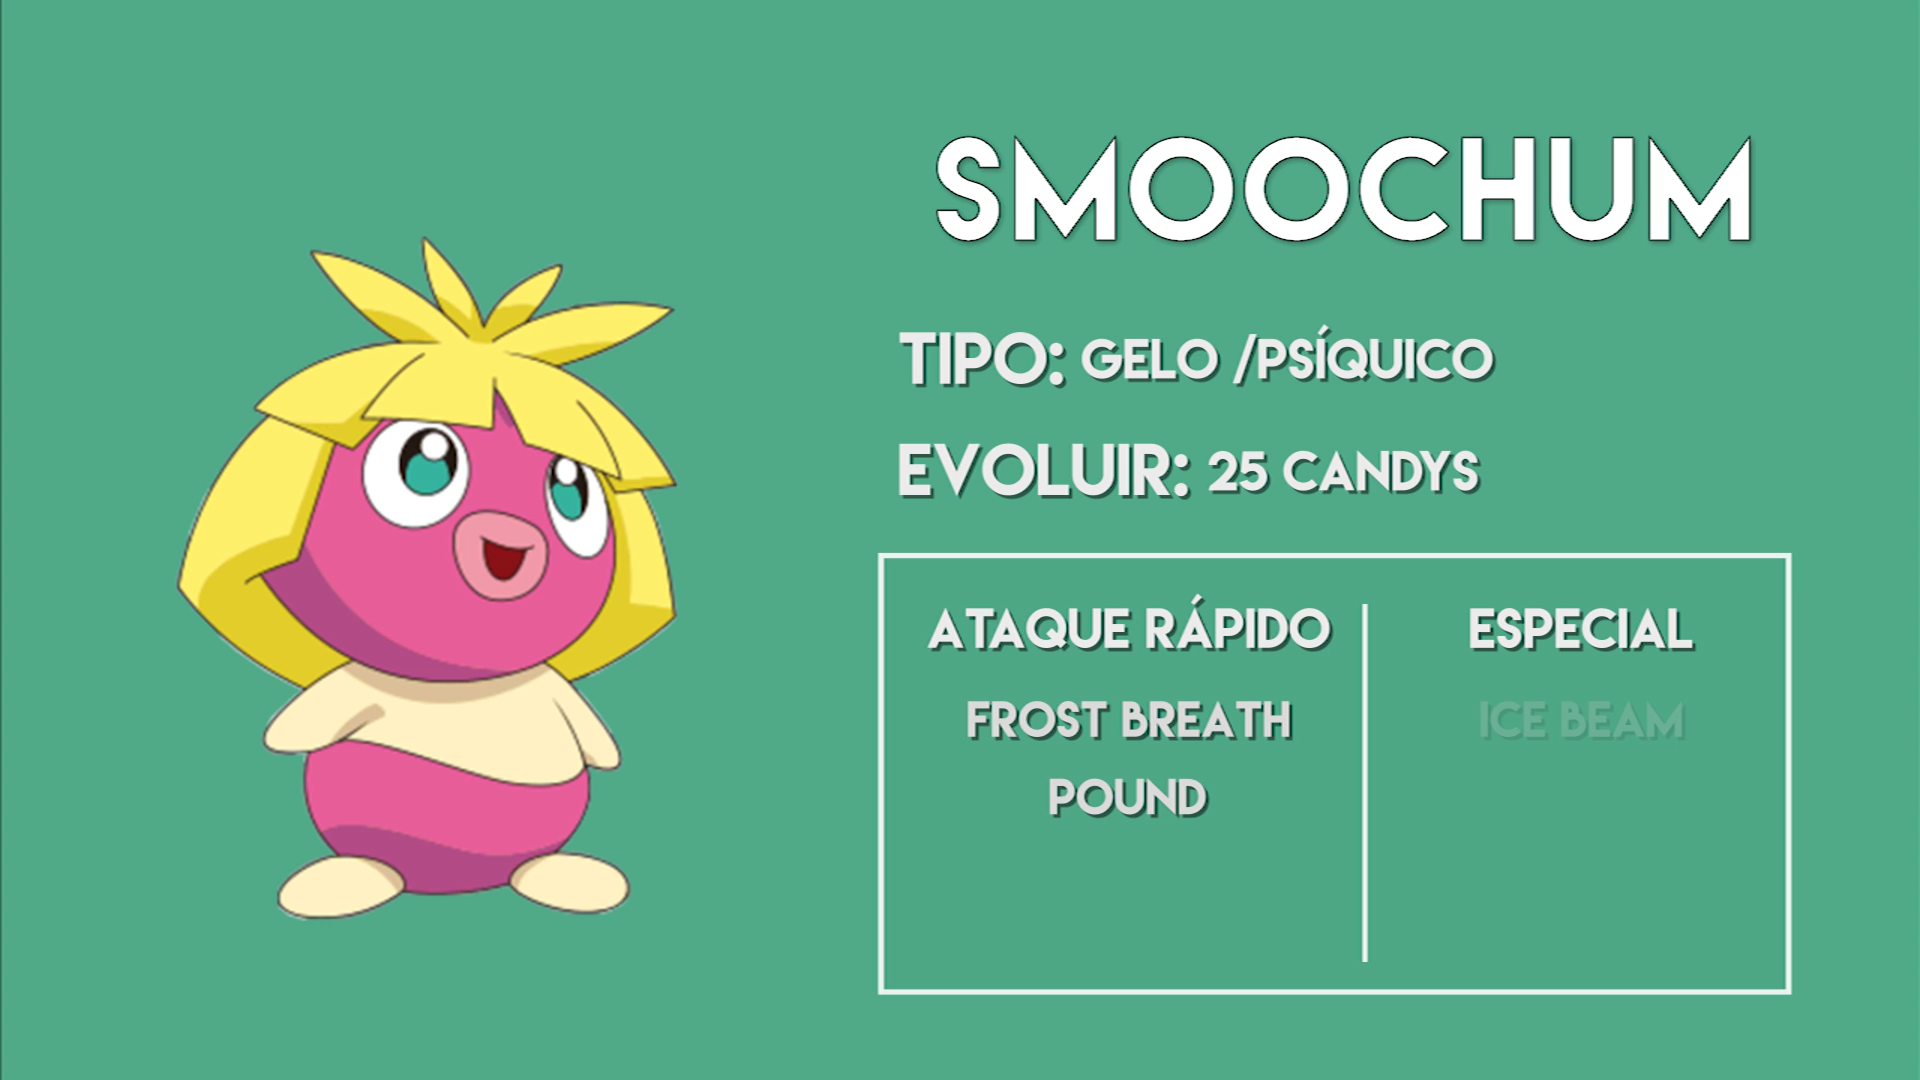 SMOOCHUM
TIPO: GELO /PSÍQUICO
EVOLUIR: 25 CANDYS
ATAQUE RÁPIDO
FROST BREATH
POUND
ESPECIAL
ICE BEAM